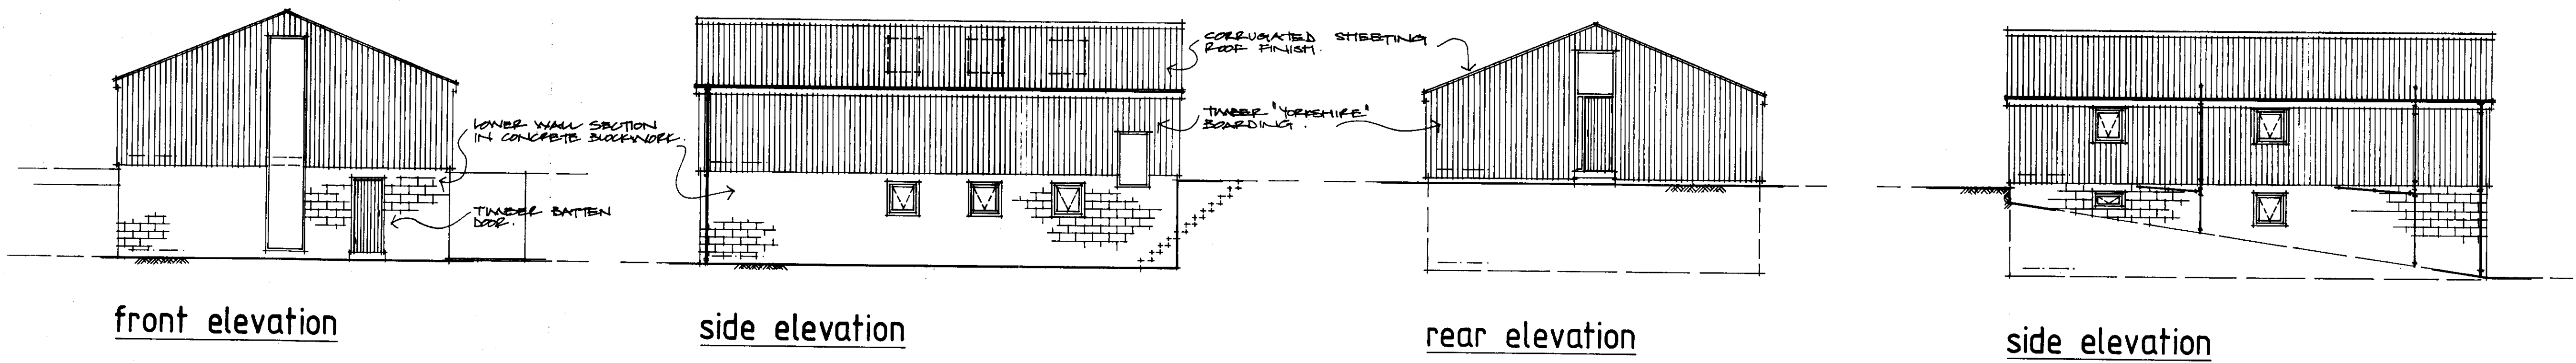 CORRUGATED SHEETING
ROOF FINISH.
LOWER WALL SECTION
IN CONCRETE BLOCKWORK.
TIMBER "YORKSHIRE"
BOARDING.
TIMBER BATTEN
DOOR.
front elevation
side elevation
rear elevation
side elevation